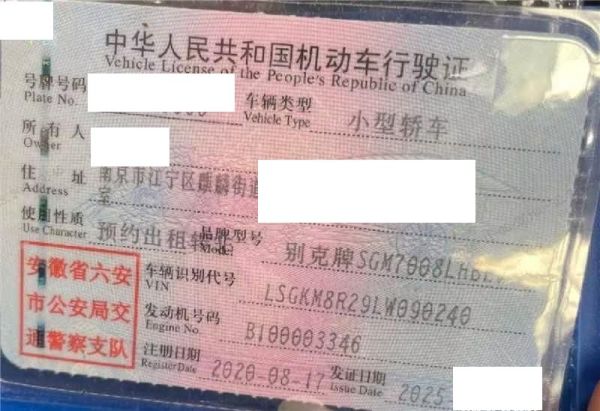 中华人民共和国机动车行驶证
Vehicle License of the People's Republic of China
号牌号码
Plate No.
车辆类型
Vehicle Type
小型轿车
所有人
Owner
住址
Address
南京市江宁区麒麟街道
室
使用性质
Use Character
预约出租
品牌型号
Model
别克牌SGM7008L
安徽省六安
市公安局交
通警察支队
车辆识别代号
VIN
LSGKM8R29LW090240
发动机号码
Engine No.
B100003346
注册日期
Register Date
2020-08-17
发证日期
Issue Date
2025